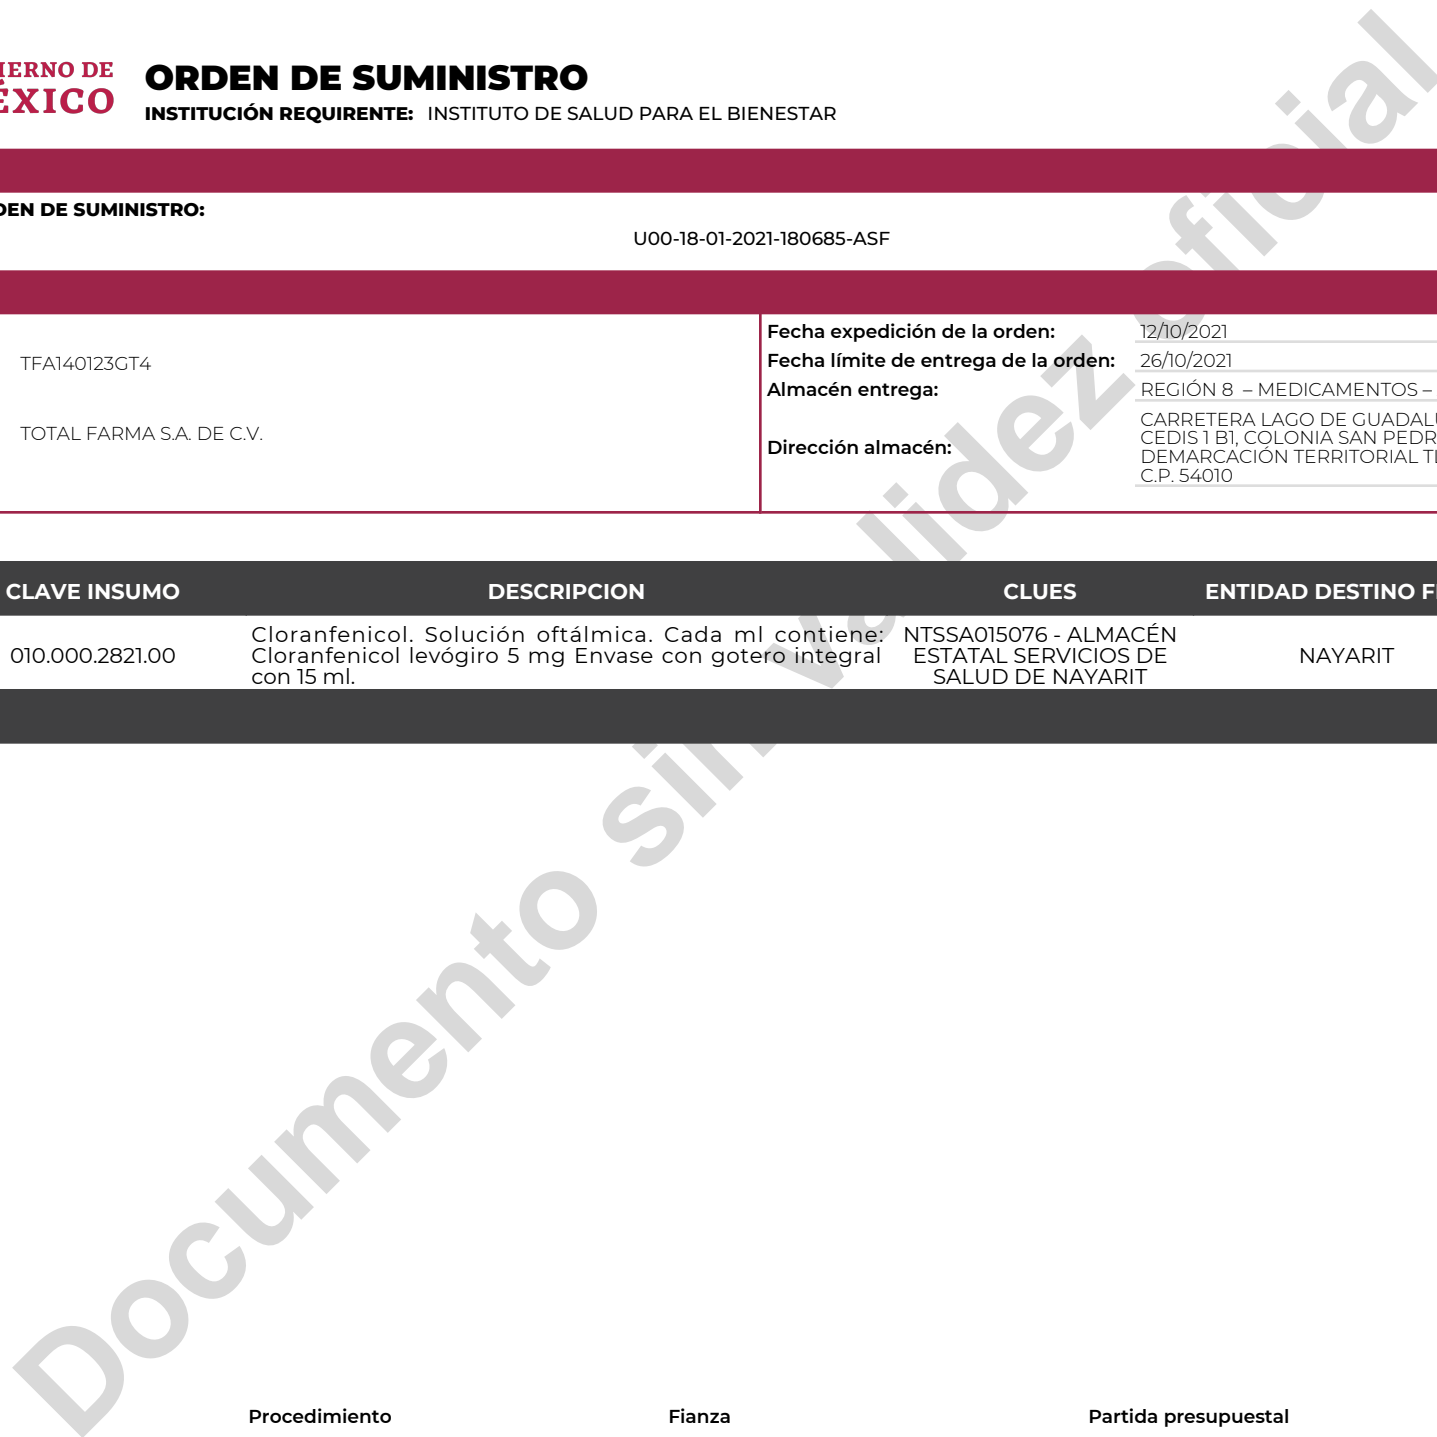 IERNO DE
ÉXICO
ORDEN DE SUMINISTRO
INSTITUCIÓN REQUIRENTE: INSTITUTO DE SALUD PARA EL BIENESTAR
DEN DE SUMINISTRO:
U00-18-01-2021-180685-ASF
TFA140123GT4
TOTAL FARMA S.A. DE C.V.
Fecha expedición de la orden: 12/10/2021
Fecha límite de entrega de la orden: 26/10/2021
Almacén entrega: REGIÓN 8 – MEDICAMENTOS –
Dirección almacén:
CARRETERA LAGO DE GUADALU
CEDIS 1 B1, COLONIA SAN PEDR
DEMARCACIÓN TERRITORIAL TL
C.P. 54010
CLAVE INSUMO DESCRIPCION CLUES ENTIDAD DESTINO FI
010.000.2821.00
Cloranfenicol. Solución oftálmica. Cada ml contiene:
Cloranfenicol levógiro 5 mg Envase con gotero integral
con 15 ml.
NTSSA015076 - ALMACÉN
ESTATAL SERVICIOS DE
SALUD DE NAYARIT
NAYARIT
Documento sin validez oficial
Procedimiento Fianza Partida presupuestal